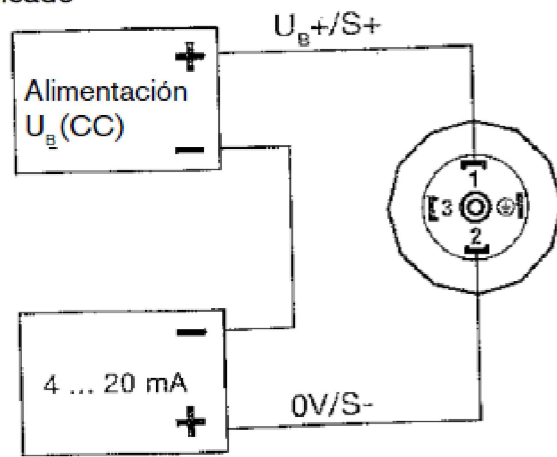 U_B+/S+
+
Alimentación
U_B(CC)
−
1
3
2
−
4 ... 20 mA
+
0V/S-